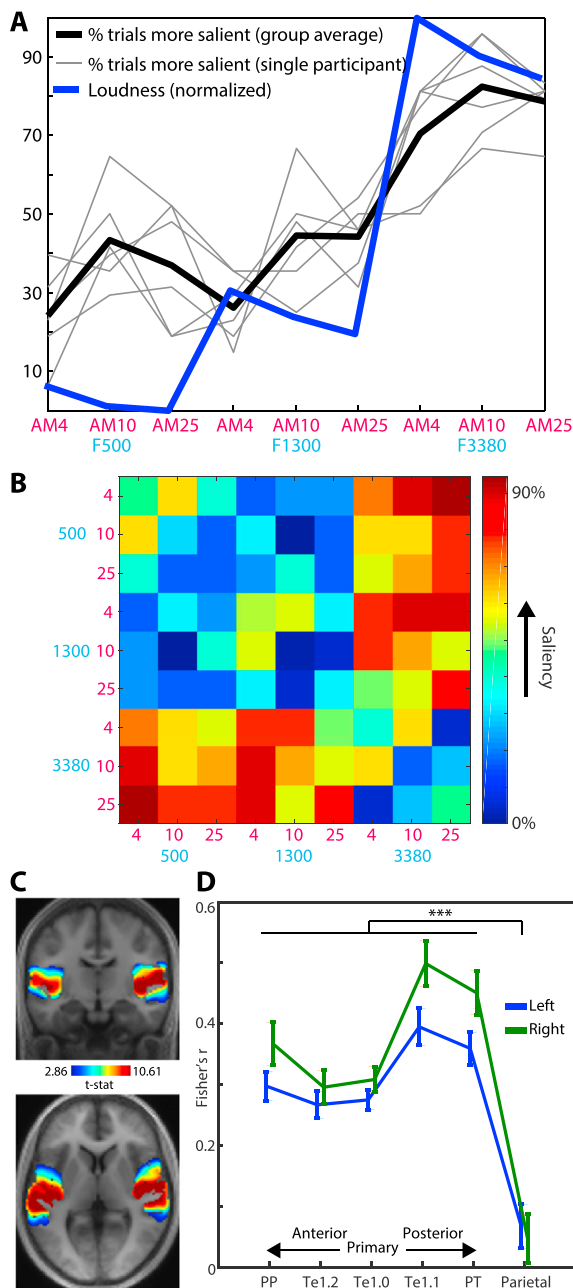 A
% trials more salient (group average)
% trials more salient (single participant)
Loudness (normalized)
90
70
50
30
10
AM4 AM10 AM25 AM4 AM10 AM25 AM4 AM10 AM25
F500 F1300 F3380
B
4
500 10
25
4
1300 10
25
4
3380 10
25
4 10 25 4 10 25 4 10 25
500 1300 3380
90%
Saliency
0%
C
2.86 10.61
t-stat
D
0.6
0.4
0.2
0
Fisher's r
***
Left
Right
Anterior Posterior
Primary
PP Te1.2 Te1.0 Te1.1 PT Parietal